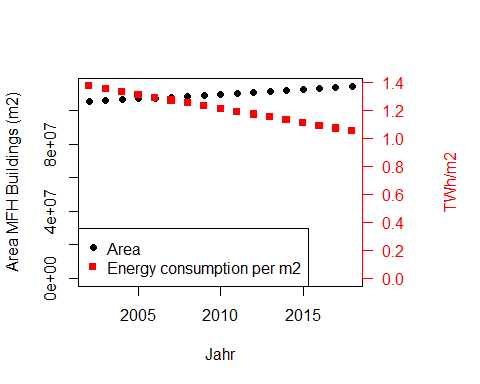 Area MFH Buildings (m2)
8e+07
4e+07
0e+00
1.4
1.2
1.0
0.8
0.6
0.4
0.2
0.0
TWh/m2
Area
Energy consumption per m2
2005
2010
2015
Jahr